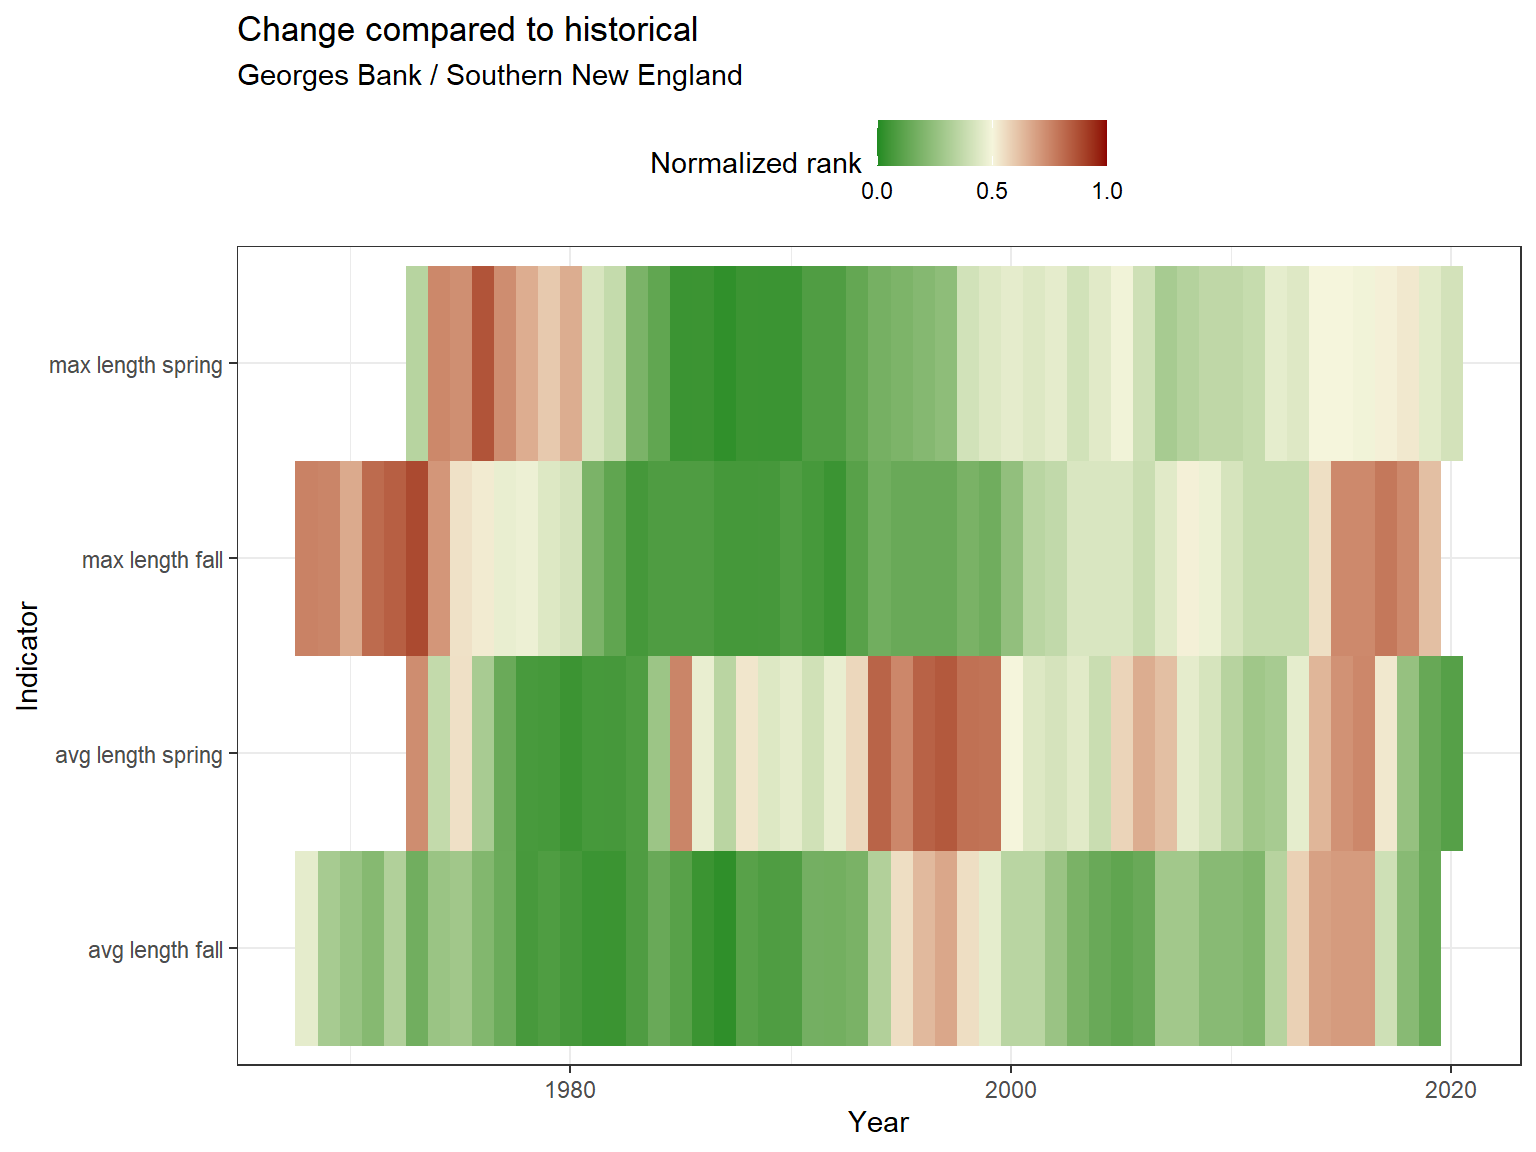 Change compared to historical
Georges Bank / Southern New England
Normalized rank
0.0 0.5 1.0
max length spring
max length fall
avg length spring
avg length fall
Indicator
1980 2000 2020
Year